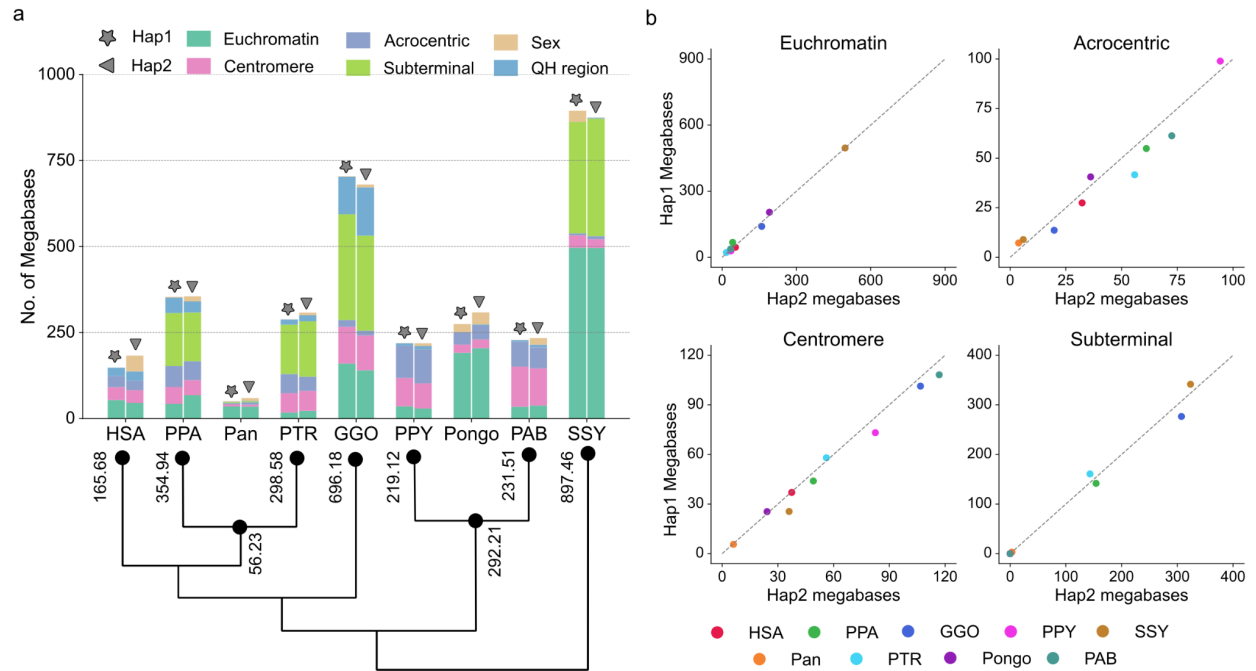 a
Hap1
Hap2
Euchromatin
Centromere
Acrocentric
Subterminal
Sex
QH region
No. of Megabases
1000
750
500
250
0
HSA PPA Pan PTR GGO PPY Pongo PAB SSY
165.68
354.94
56.23
298.58
696.18
219.12
292.21
231.51
897.46
b
Euchromatin
Hap1 Megabases
900
600
300
0
0 300 600 900
Hap2 megabases
Acrocentric
100
75
50
25
0
0 25 50 75 100
Hap2 megabases
Centromere
Hap1 Megabases
120
90
60
30
0
0 30 60 90 120
Hap2 megabases
Subterminal
400
300
200
100
0
0 100 200 300 400
Hap2 megabases
HSA PPA GGO PPY SSY
Pan PTR Pongo PAB